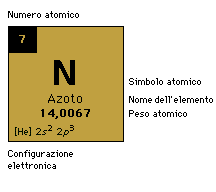 Numero atomico
7
N
Simbolo atomico
Azoto
Nome dell'elemento
14,0067
Peso atomico
[He] 2s² 2p³
Configurazione
elettronica